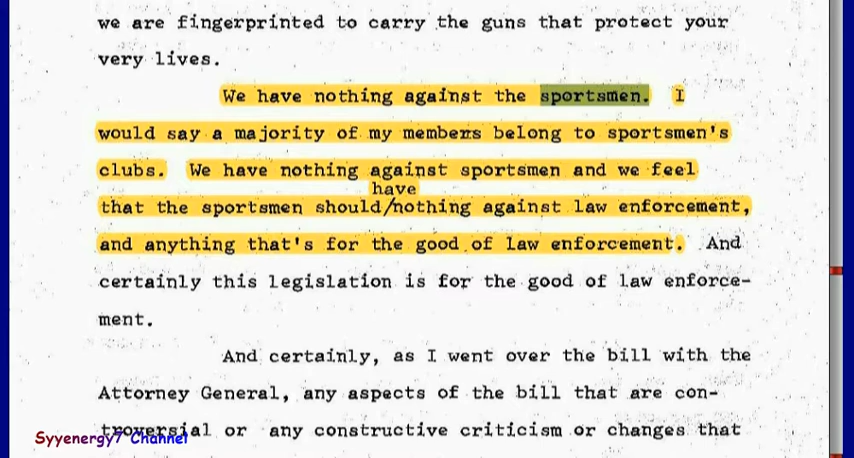 we are fingerprinted to carry the guns that protect your
very lives.
We have nothing against the sportsmen. I
would say a majority of my members belong to sportsmen's
clubs. We have nothing against sportsmen and we feel
have
that the sportsmen should/nothing against law enforcement,
and anything that's for the good of law enforcement. And
certainly this legislation is for the good of law enforce-
ment.
And certainly, as I went over the bill with the
Attorney General, any aspects of the bill that are con-
troversial or any constructive criticism or changes that
Syyenergy7 Channel